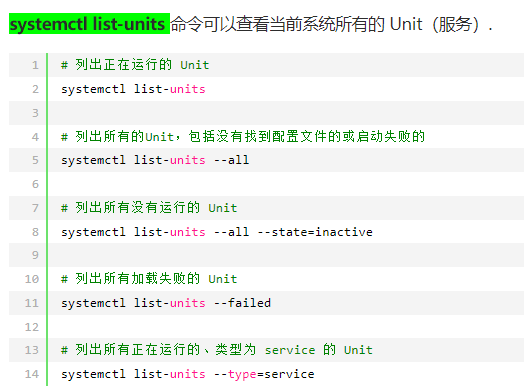 systemctl list-units 命令可以查看当前系统所有的 Unit（服务）.
1 # 列出正在运行的 Unit
2 systemctl list-units
3
4 # 列出所有的Unit，包括没有找到配置文件的或启动失败的
5 systemctl list-units --all
6
7 # 列出所有没有运行的 Unit
8 systemctl list-units --all --state=inactive
9
10 # 列出所有加载失败的 Unit
11 systemctl list-units --failed
12
13 # 列出所有正在运行的、类型为 service 的 Unit
14 systemctl list-units --type=service